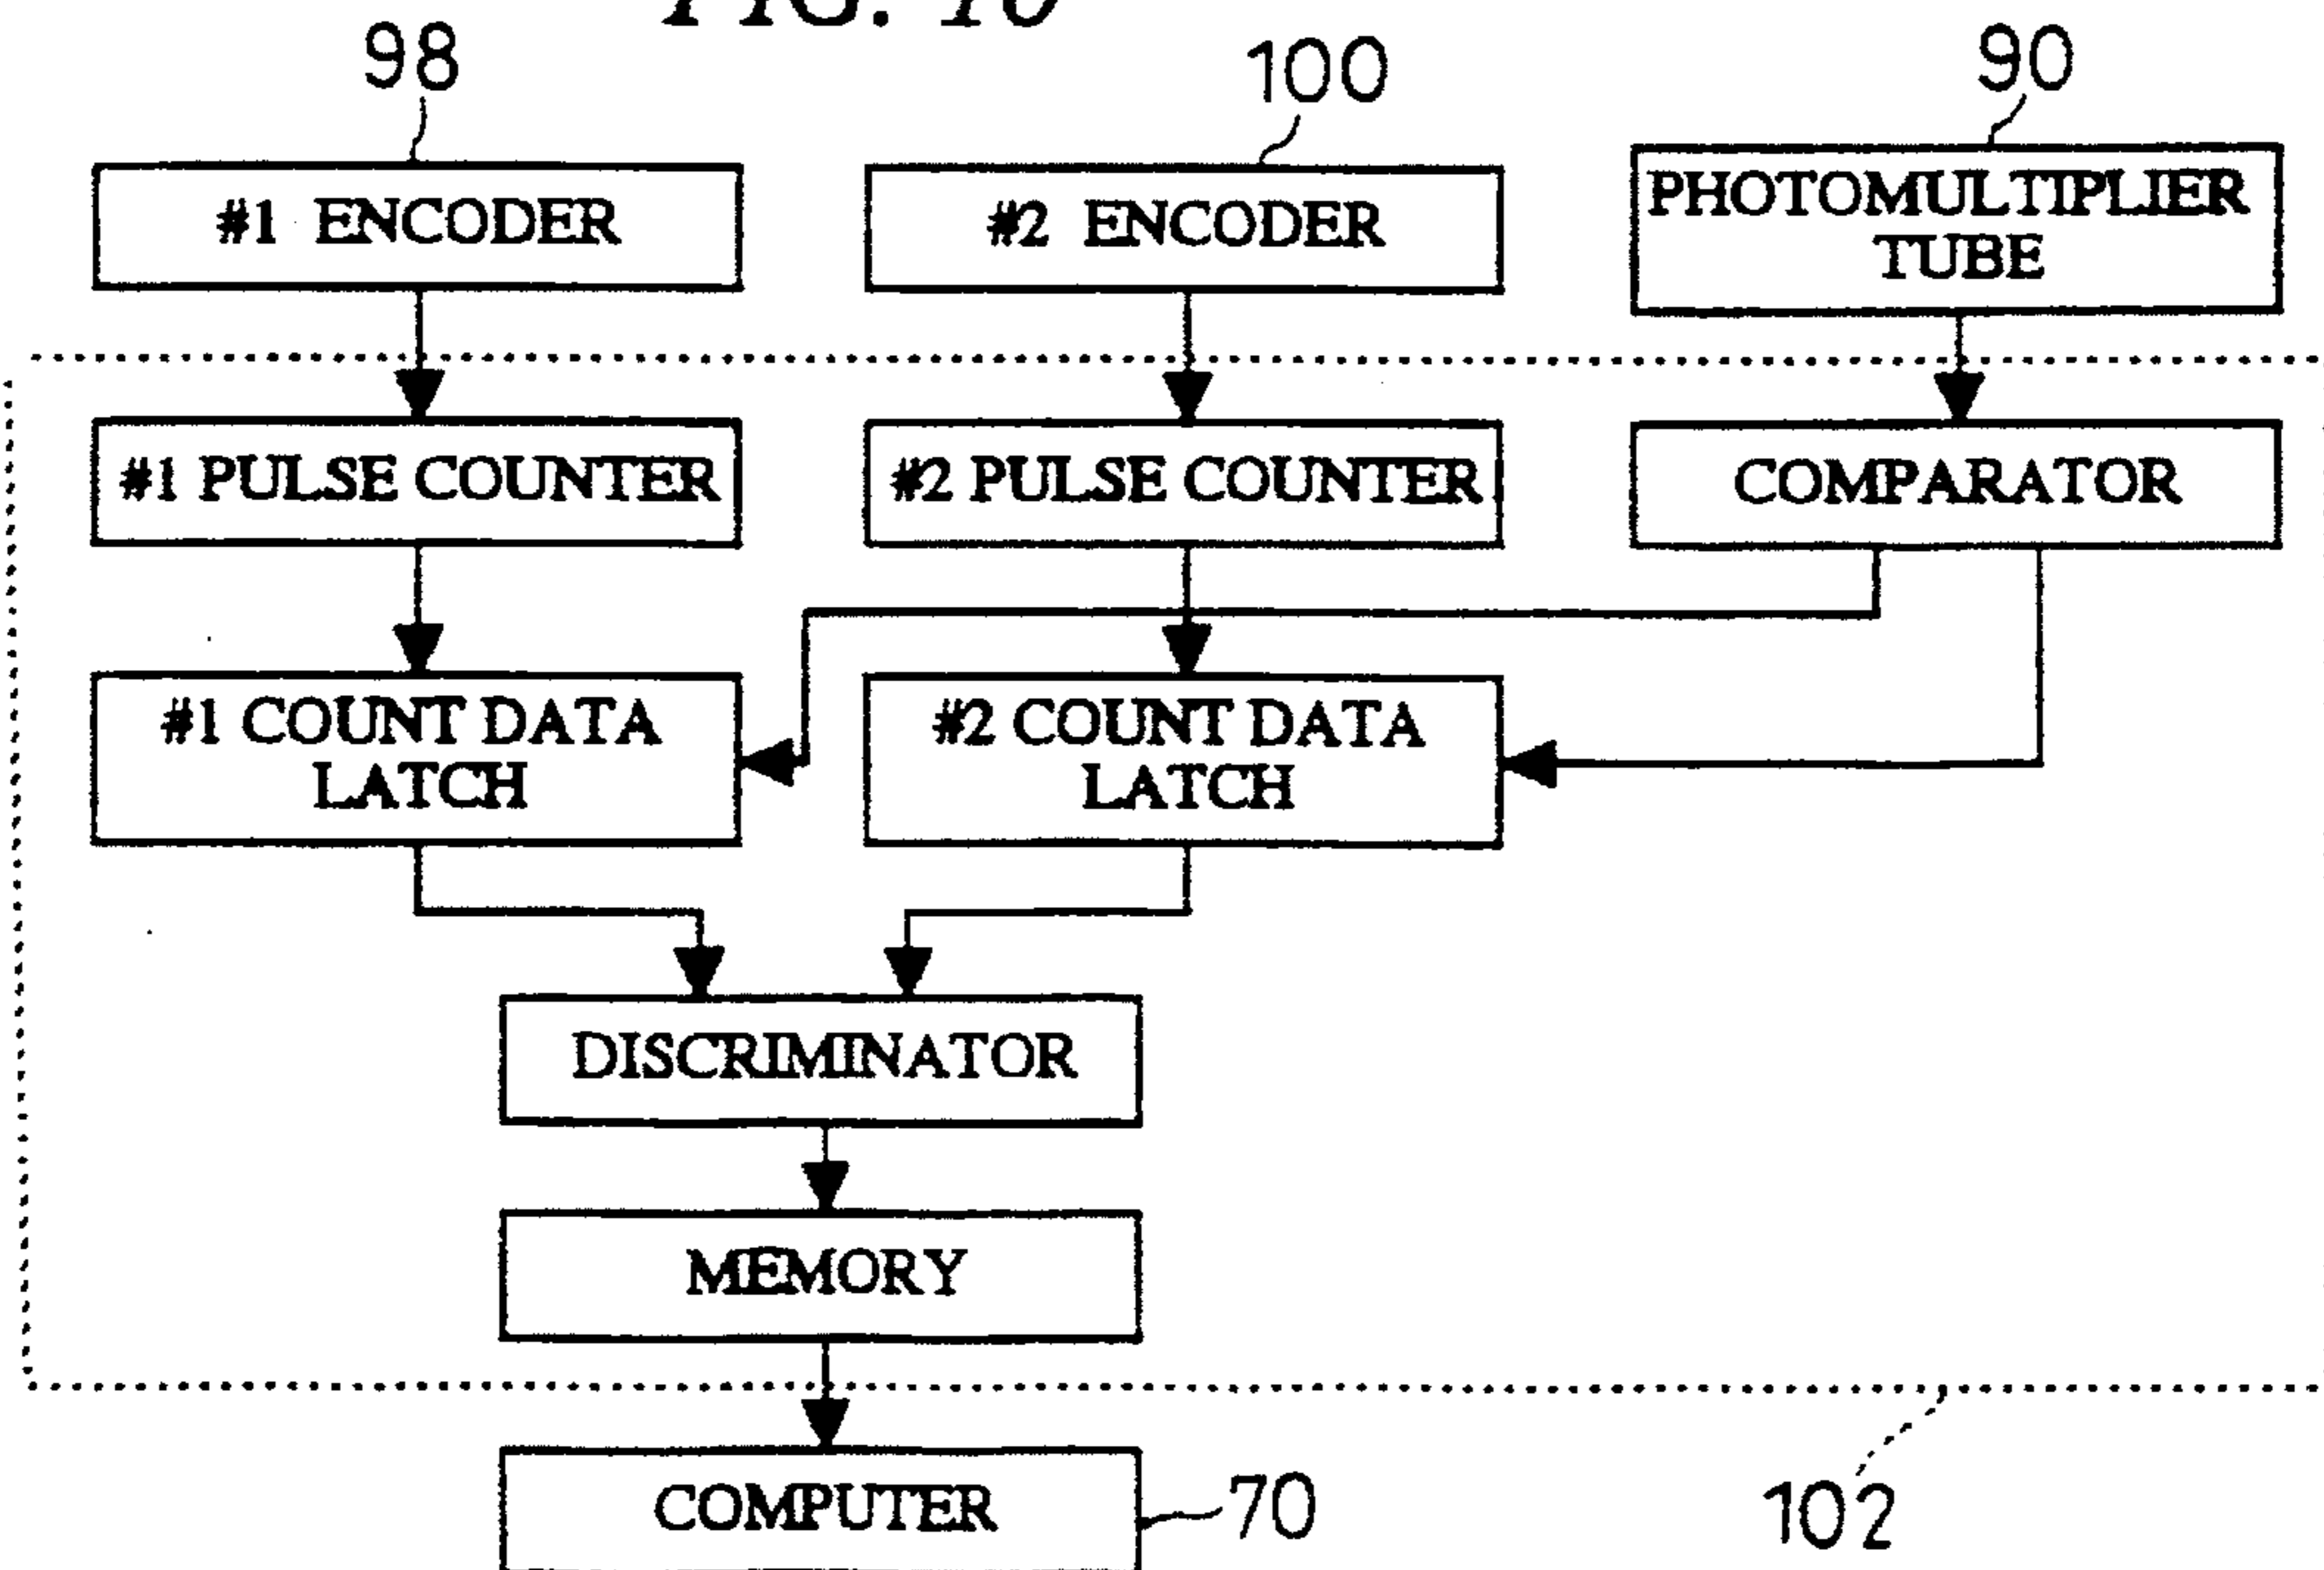 98
100
90
#1 ENCODER
#2 ENCODER
PHOTOMULTIPLIER
TUBE
#1 PULSE COUNTER
#2 PULSE COUNTER
COMPARATOR
#1 COUNT DATA
LATCH
#2 COUNT DATA
LATCH
DISCRIMINATOR
MEMORY
COMPUTER
70
102